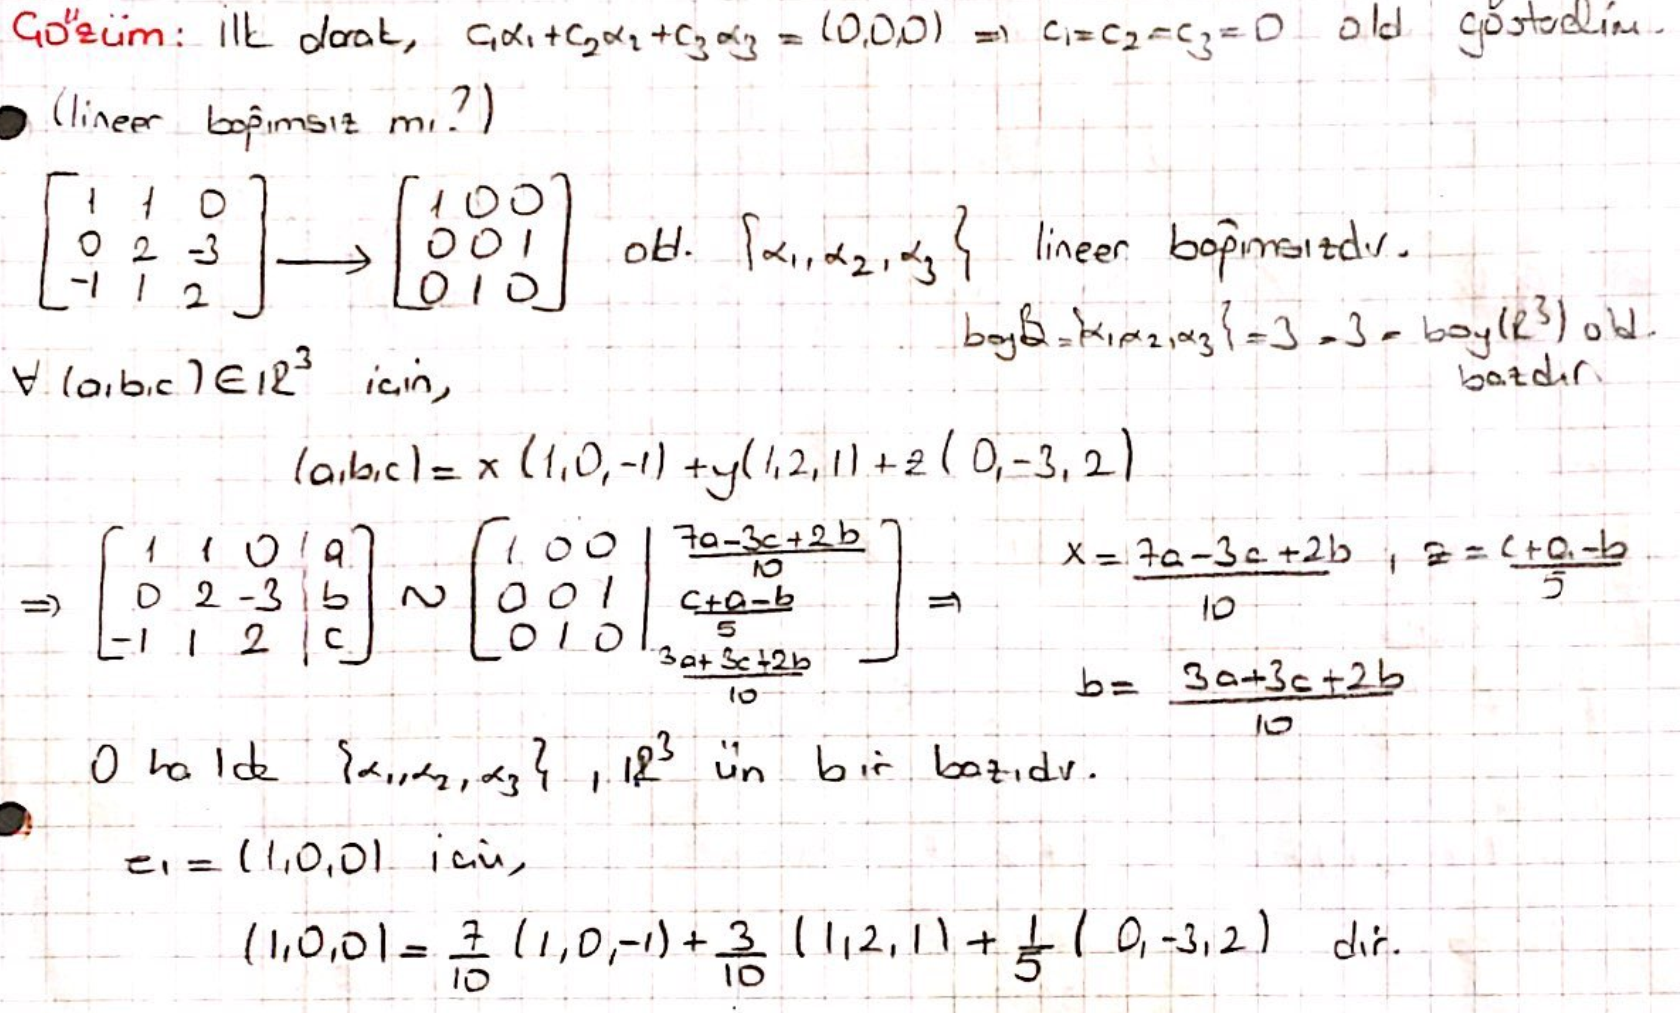 Çözüm: İlk olarak, c₁α₁+c₂α₂+c₃α₃ = (0,0,0) ⇒ c₁=c₂=c₃=0 old gösterelim.
(lineer bağımsız mı?)
[1 1 0; 0 2 -3; -1 1 2] → [1 0 0; 0 0 1; 0 1 0] old. {α₁,α₂,α₃} lineer bağımsızdır.
boy = {α₁,α₂,α₃} = 3 = 3 = boy(ℝ³) old.
bazdır
∀ (a,b,c) ∈ ℝ³ için,
(a,b,c) = x(1,0,-1) + y(1,2,1) + z(0,-3,2)
⇒ [1 1 0 | a; 0 2 -3 | b; -1 1 2 | c] ~ [1 0 0 | (7a-3c+2b)/10; 0 0 1 | (c+a-b)/5; 0 1 0 | (3a+3c+2b)/10] ⇒ x = (7a-3c+2b)/10 , z = (c+a-b)/5
b = (3a+3c+2b)/10
O halde {α₁,α₂,α₃} , ℝ³ ün bir bazıdır.
ε₁ = (1,0,0) için,
(1,0,0) = 7/10 (1,0,-1) + 3/10 (1,2,1) + 1/5 (0,-3,2) dir.